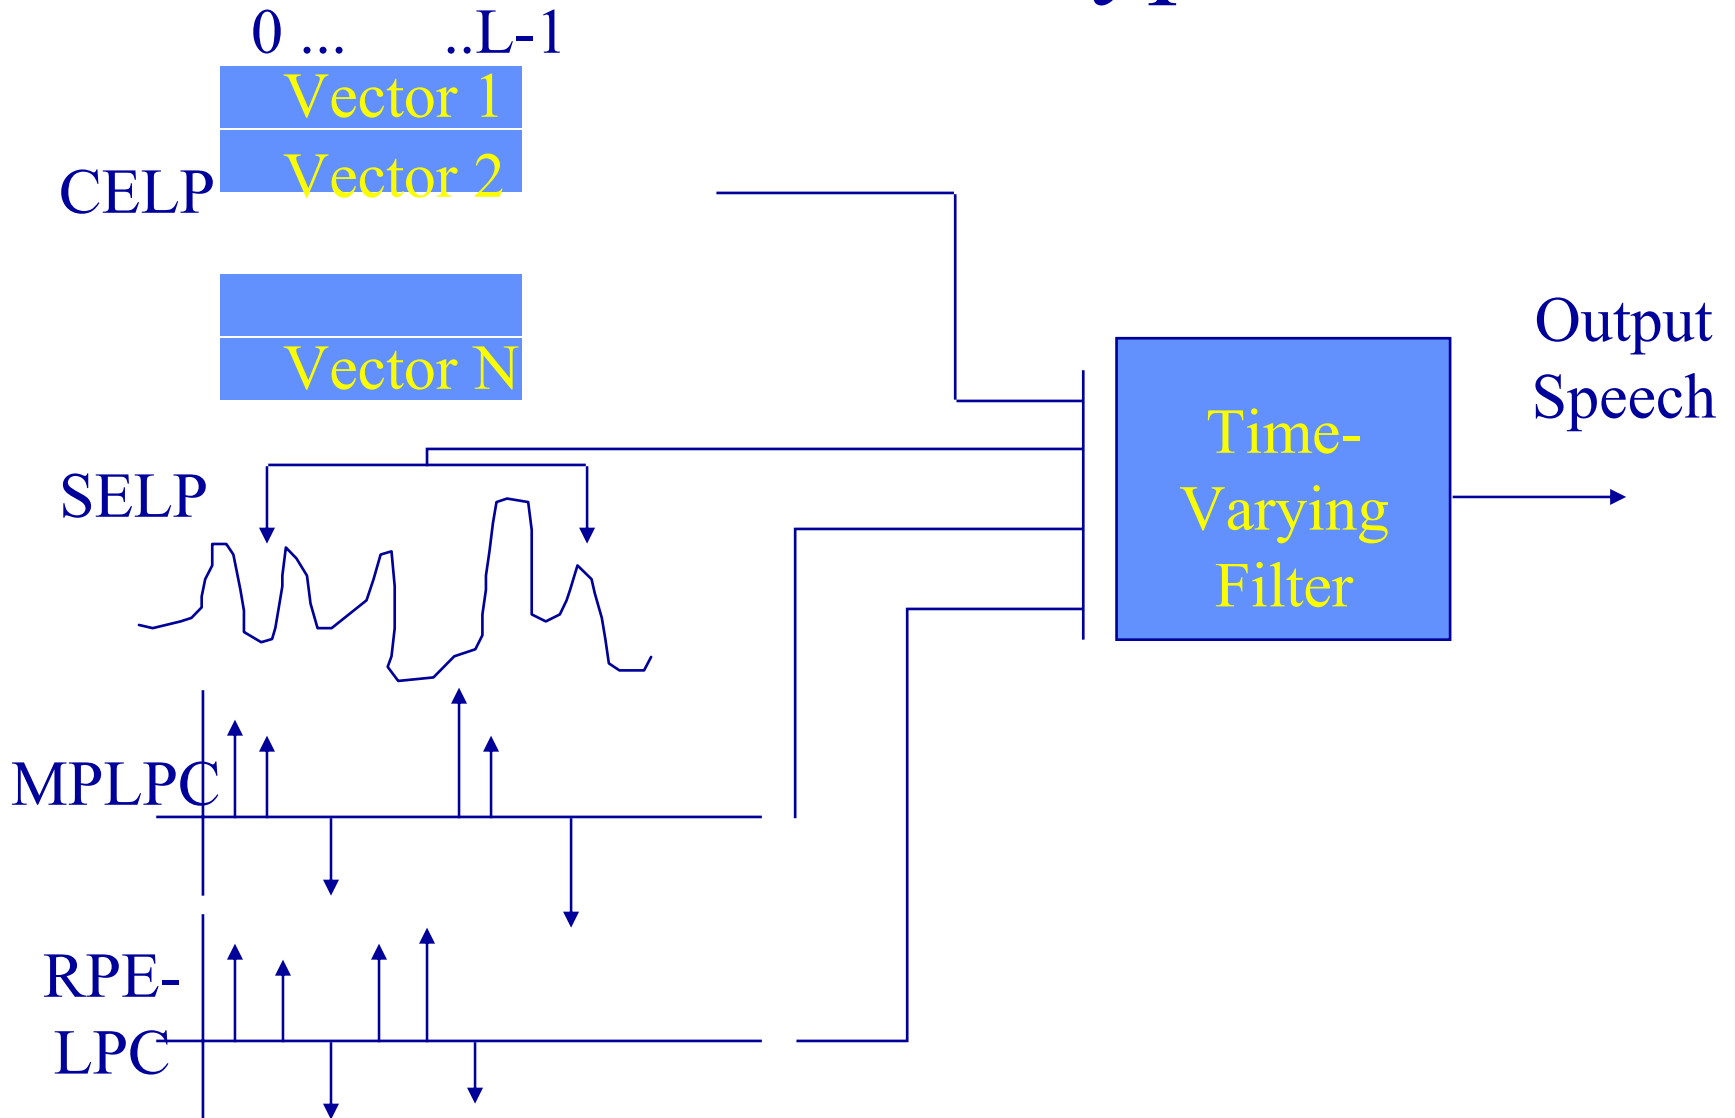 0 ... ..L-1
Vector 1
Vector 2
CELP
Vector N
Output
Speech
Time-
Varying
Filter
SELP
MPLPC
RPE-
LPC